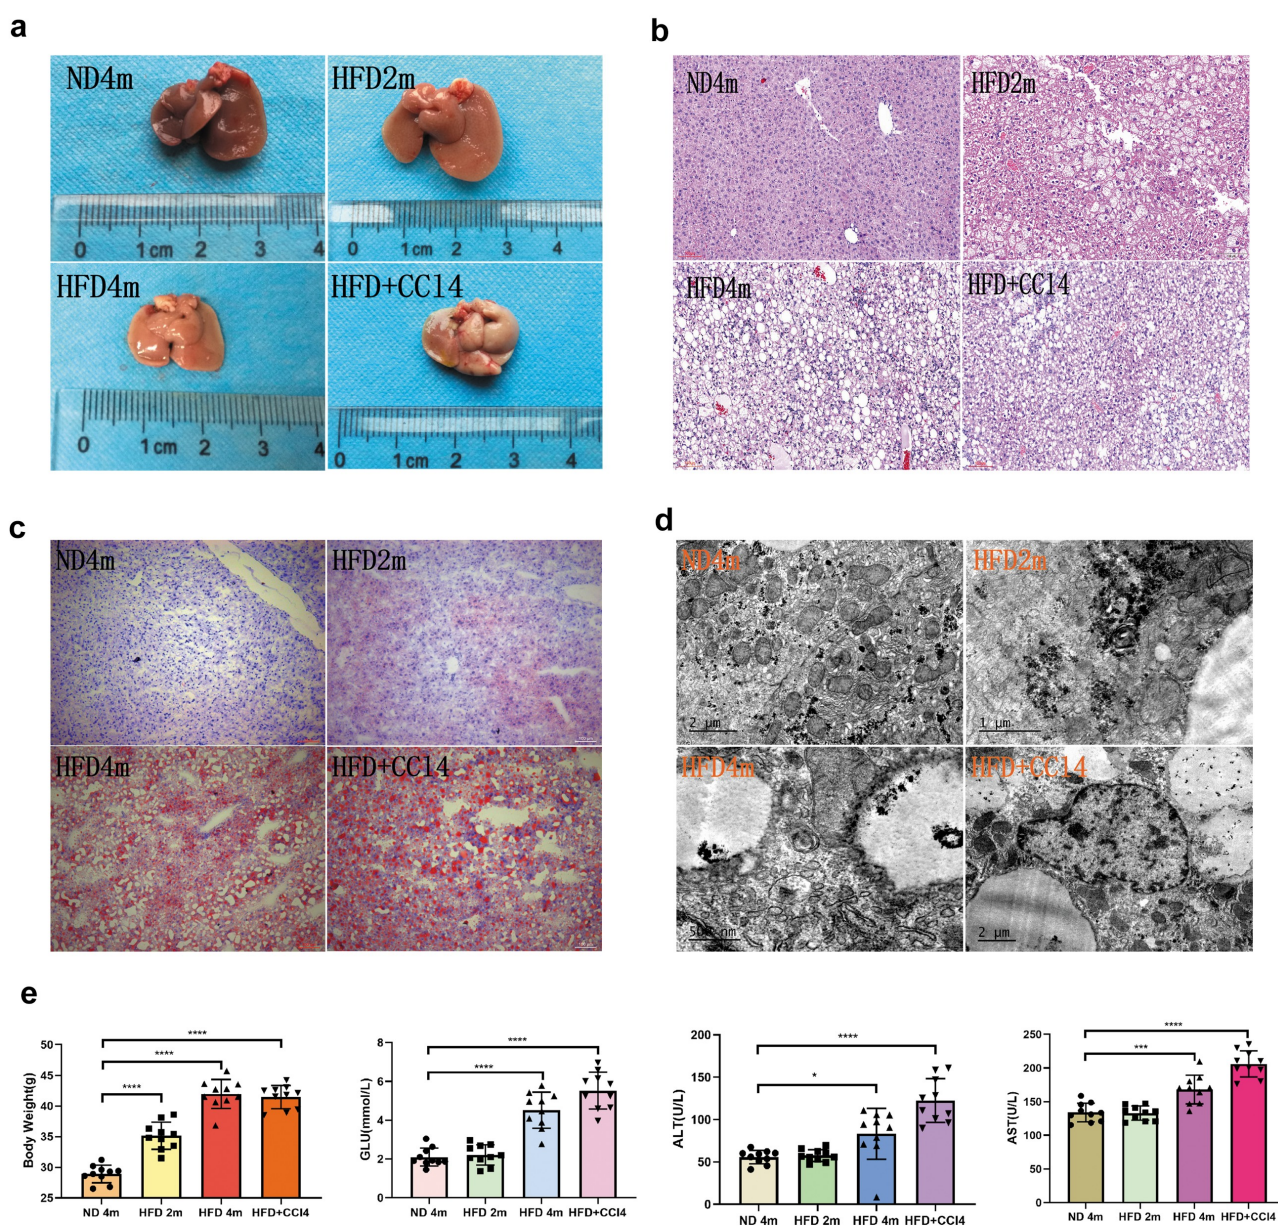 a
ND4m
HFD2m
0 1cm 2 3 4
0 1cm 2 3 4
HFD4m
HFD+CCl4
0 1cm 2 3 4
0 1cm 2 3 4
b
ND4m
HFD2m
HFD4m
HFD+CCl4
c
ND4m
HFD2m
HFD4m
HFD+CCl4
d
ND4m
2 μm
HFD2m
1 μm
HFD4m
500 nm
HFD+CCl4
2 μm
e
Body Weight(g)
50
45
40
35
30
25
****
****
****
ND 4m HFD 2m HFD 4m HFD+CCl4
GLU(mmol/L)
8
6
4
2
0
****
****
ND 4m HFD 2m HFD 4m HFD+CCl4
ALT(U/L)
200
150
100
50
0
****
*
ND 4m HFD 2m HFD 4m HFD+CCl4
AST(U/L)
250
200
150
100
50
0
****
***
ND 4m HFD 2m HFD 4m HFD+CCl4